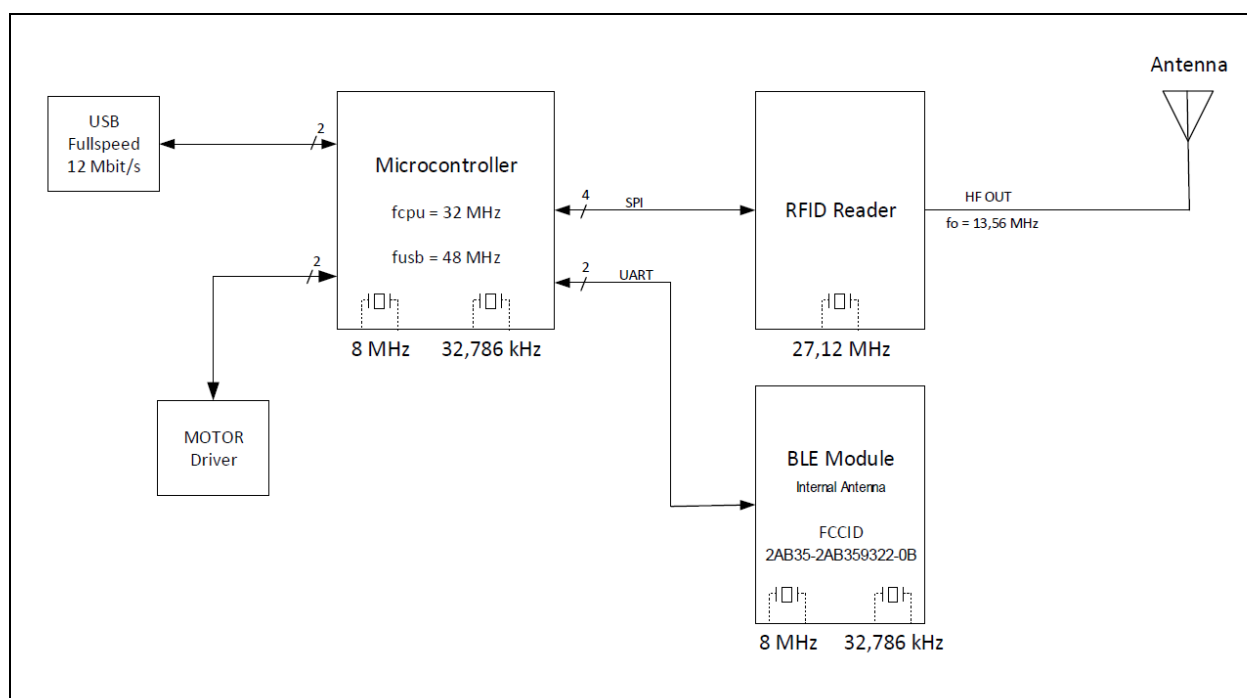 Antenna
USB
Fullspeed
12 Mbit/s
2
Microcontroller
fcpu = 32 MHz
fusb = 48 MHz
8 MHz
32,786 kHz
4
SPI
RFID Reader
27,12 MHz
HF OUT
fo = 13,56 MHz
2
UART
2
MOTOR
Driver
BLE Module
Internal Antenna
FCCID
2AB35-2AB359322-0B
8 MHz
32,786 kHz